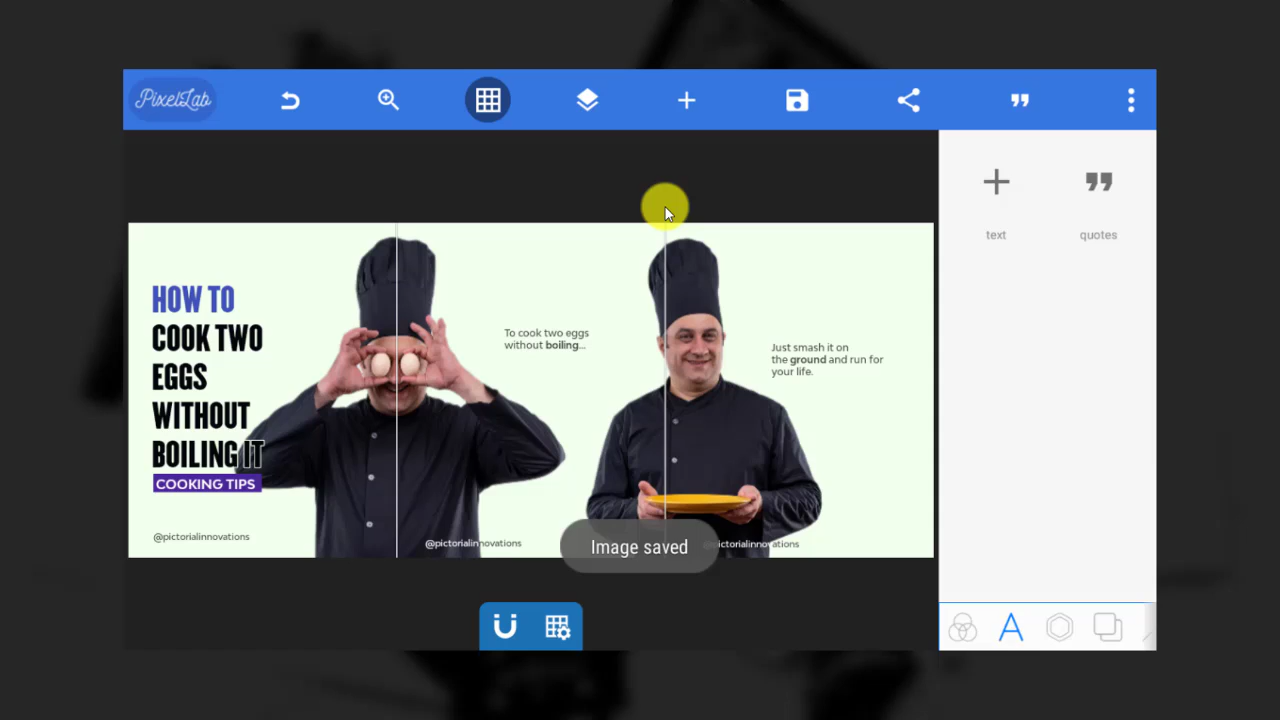 PixelLab
text
quotes
HOW TO
COOK TWO
EGGS
WITHOUT
BOILING IT
COOKING TIPS
@pictorialinnovations
To cook two eggs
without boiling...
@pictorialinnovations
Just smash it on
the ground and run for
your life.
pictorialinnovations
Image saved